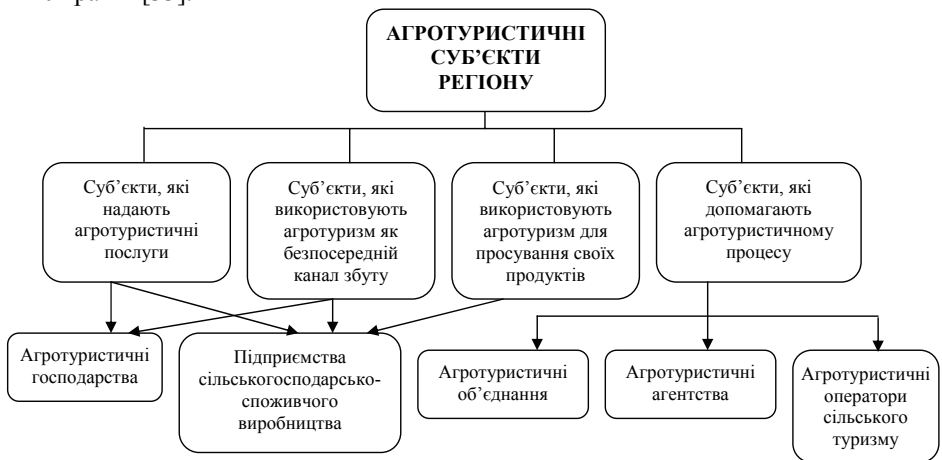 [35].
АГРОТУРИСТИЧНІ
СУБ’ЄКТИ
РЕГІОНУ
Суб’єкти, які
надають
агротуристичні
послуги
Суб’єкти, які
використовують
агротуризм як
безпосередній
канал збуту
Суб’єкти, які
використовують
агротуризм для
просування своїх
продуктів
Суб’єкти, які
допомагають
агротуристичному
процесу
Агротуристичні
господарства
Підприємства
сільськогосподарсько-
споживчого
виробництва
Агротуристичні
об’єднання
Агротуристичні
агентства
Агротуристичні
оператори
сільського
туризму